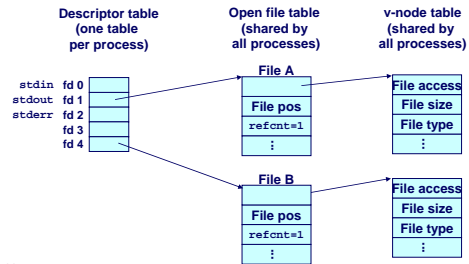 Descriptor table
(one table
per process)
Open file table
(shared by
all processes)
v-node table
(shared by
all processes)
stdin fd 0
stdout fd 1
stderr fd 2
fd 3
fd 4
File A
File pos
refcnt=1
⋮
File access
File size
File type
⋮
File B
File pos
refcnt=1
⋮
File access
File size
File type
⋮